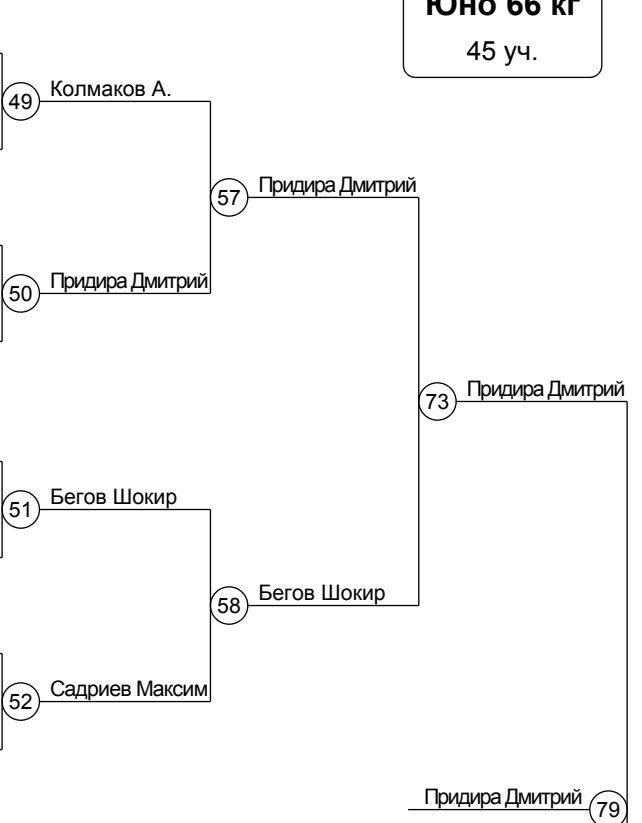 Юно 66 кг
45 уч.
49 Колмаков А.
57 Придира Дмитрий
50 Придира Дмитрий
73 Придира Дмитрий
51 Бегов Шокир
58 Бегов Шокир
52 Садриев Максим
Придира Дмитрий 79